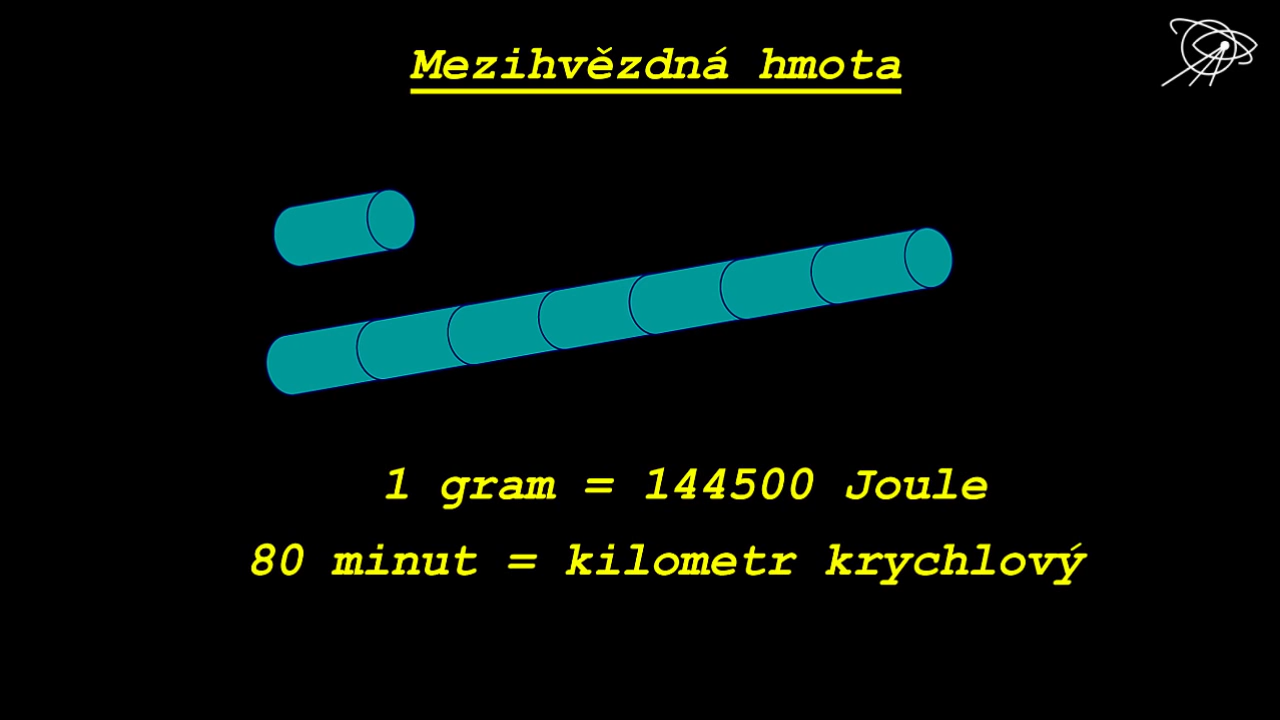 Mezihvězdná hmota
1 gram = 144500 Joule
80 minut = kilometr krychlový